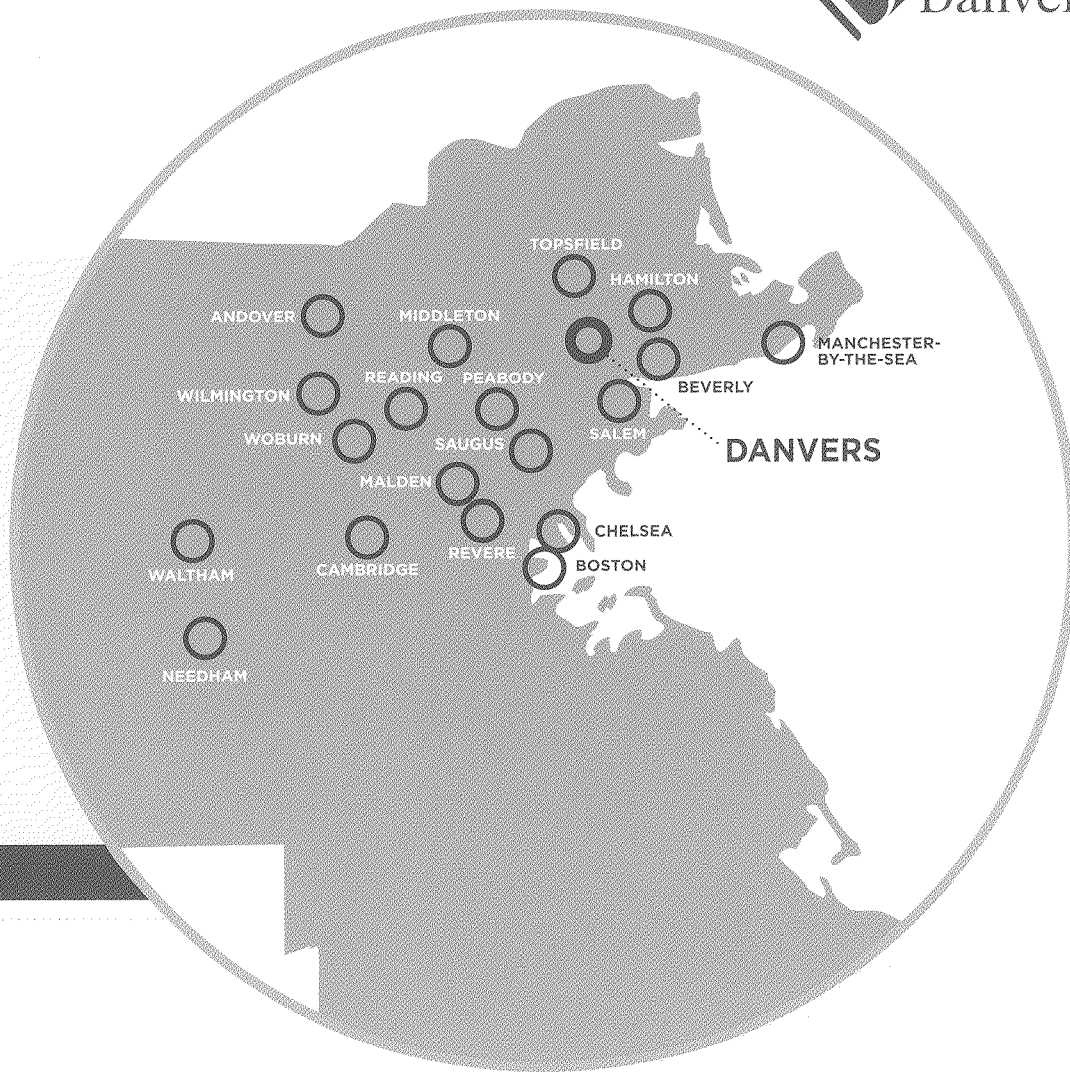 TOPSFIELD
HAMILTON
ANDOVER
MIDDLETON
MANCHESTER-
BY-THE-SEA
READING
PEABODY
BEVERLY
WILMINGTON
SALEM
WOBURN
SAUGUS
DANVERS
MALDEN
CHELSEA
REVERE
BOSTON
CAMBRIDGE
WALTHAM
NEEDHAM